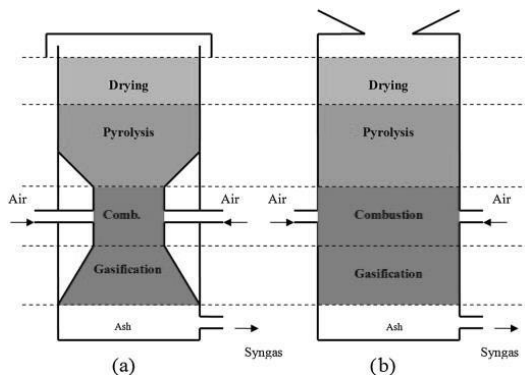 Drying
Drying
Pyrolysis
Pyrolysis
Air
Air
Air
Air
Comb.
Combustion
Gasification
Gasification
Ash
Ash
Syngas
Syngas
(a)
(b)